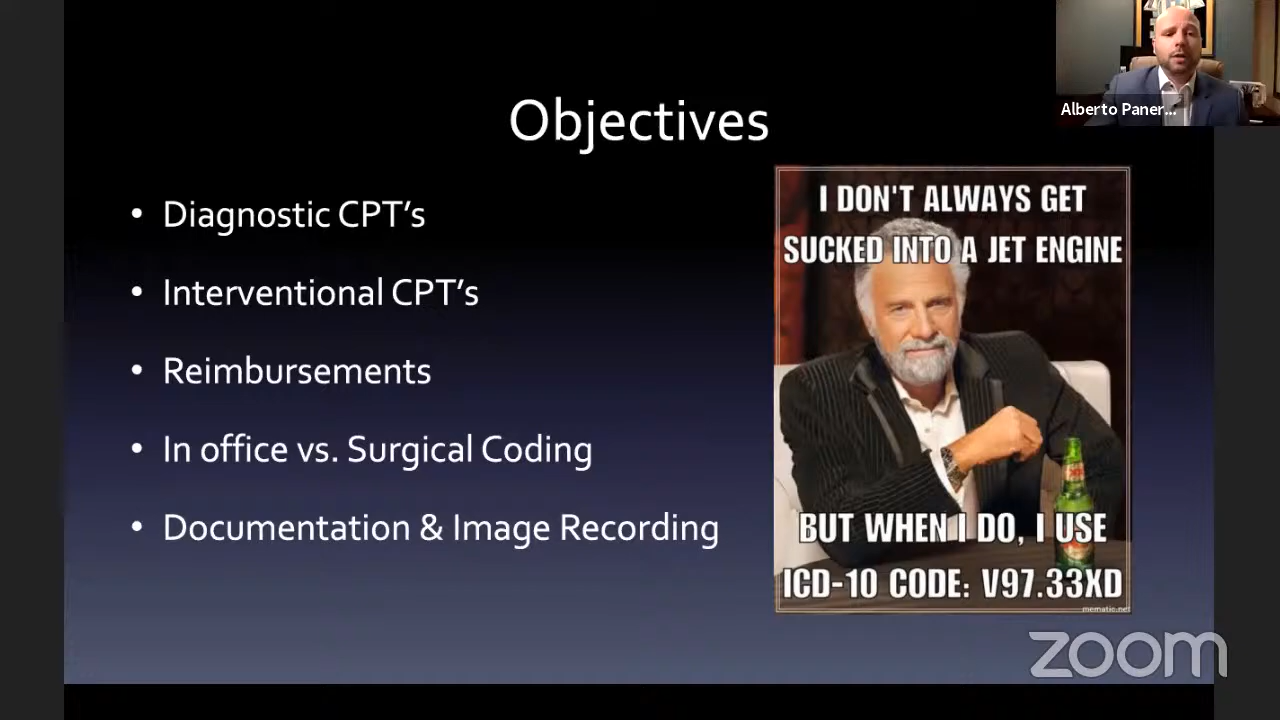 Alberto Paner...
Objectives
• Diagnostic CPT's
• Interventional CPT's
• Reimbursements
• In office vs. Surgical Coding
• Documentation & Image Recording
I DON'T ALWAYS GET
SUCKED INTO A JET ENGINE
BUT WHEN I DO, I USE
ICD-10 CODE: V97.33XD
mematic.net
zoom